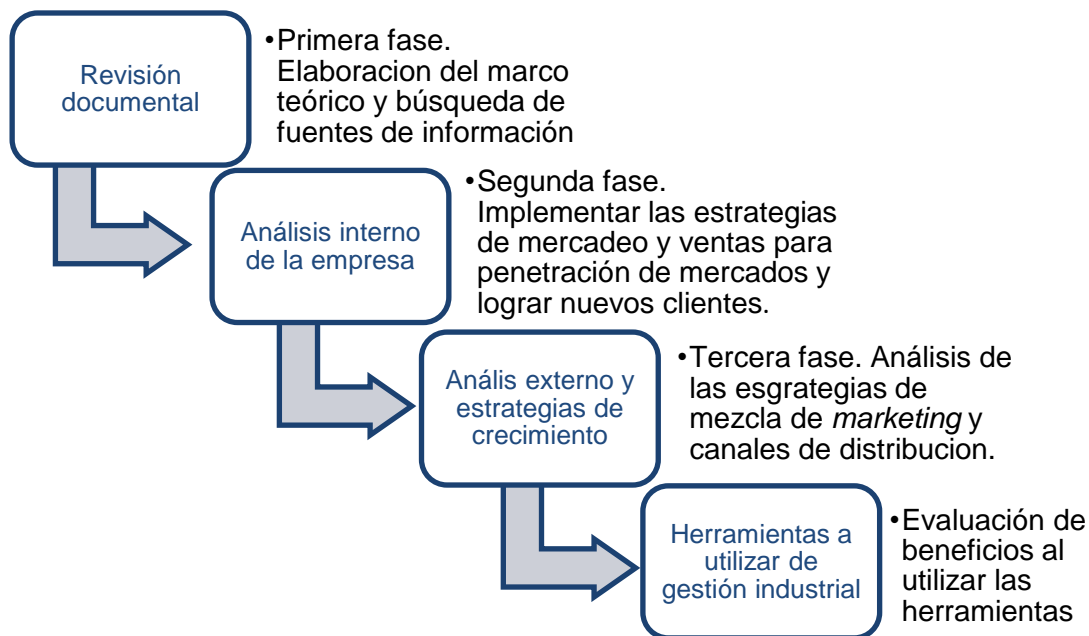 Revisión
documental
•Primera fase.
Elaboracion del marco
teórico y búsqueda de
fuentes de información
Análisis interno
de la empresa
•Segunda fase.
Implementar las estrategias
de mercadeo y ventas para
penetración de mercados y
lograr nuevos clientes.
Anális externo y
estrategias de
crecimiento
•Tercera fase. Análisis de
las esgrategias de
mezcla de marketing y
canales de distribucion.
Herramientas a
utilizar de
gestión industrial
•Evaluación de
beneficios al
utilizar las
herramientas